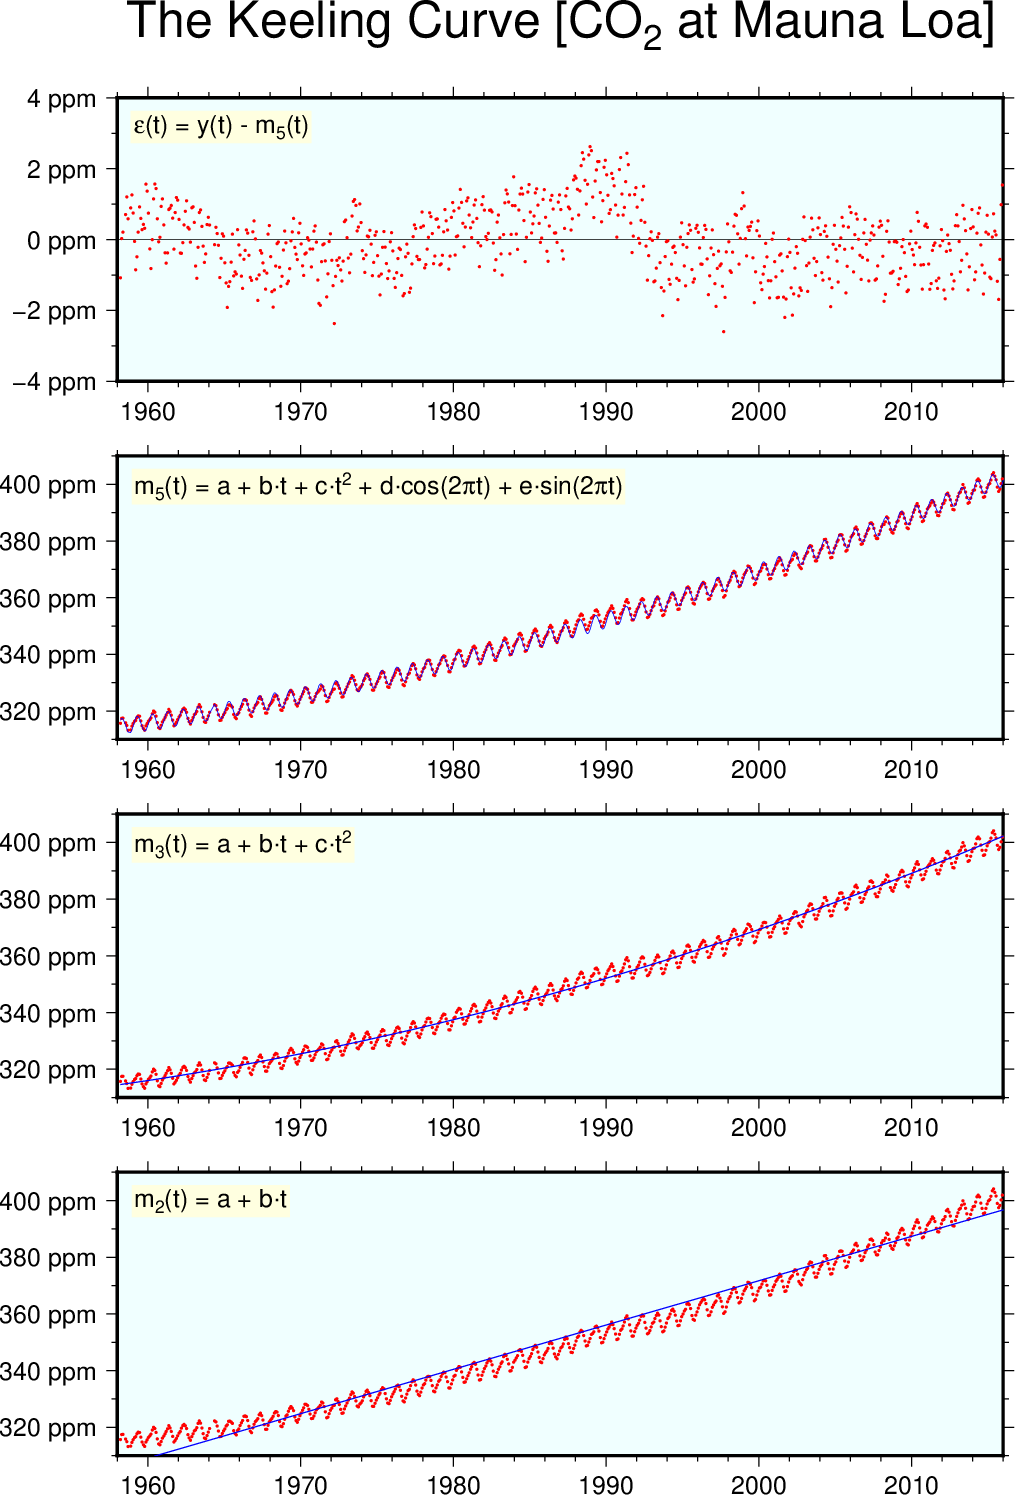 The Keeling Curve [CO₂ at Mauna Loa]
4 ppm
ε(t) = y(t) - m₅(t)
2 ppm
0 ppm
−2 ppm
−4 ppm
1960 1970 1980 1990 2000 2010
m₅(t) = a + b·t + c·t² + d·cos(2πt) + e·sin(2πt)
400 ppm
380 ppm
360 ppm
340 ppm
320 ppm
1960 1970 1980 1990 2000 2010
m₃(t) = a + b·t + c·t²
400 ppm
380 ppm
360 ppm
340 ppm
320 ppm
1960 1970 1980 1990 2000 2010
m₂(t) = a + b·t
400 ppm
380 ppm
360 ppm
340 ppm
320 ppm
1960 1970 1980 1990 2000 2010